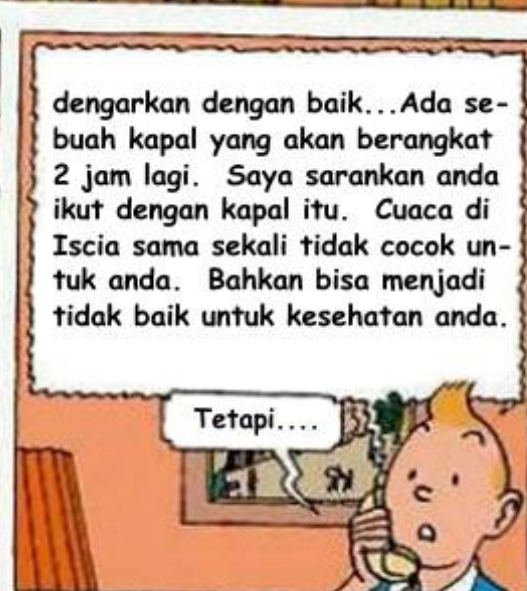 dengarkan dengan baik...Ada se-
buah kapal yang akan berangkat
2 jam lagi. Saya sarankan anda
ikut dengan kapal itu. Cuaca di
Iscia sama sekali tidak cocok un-
tuk anda. Bahkan bisa menjadi
tidak baik untuk kesehatan anda.
Tetapi....